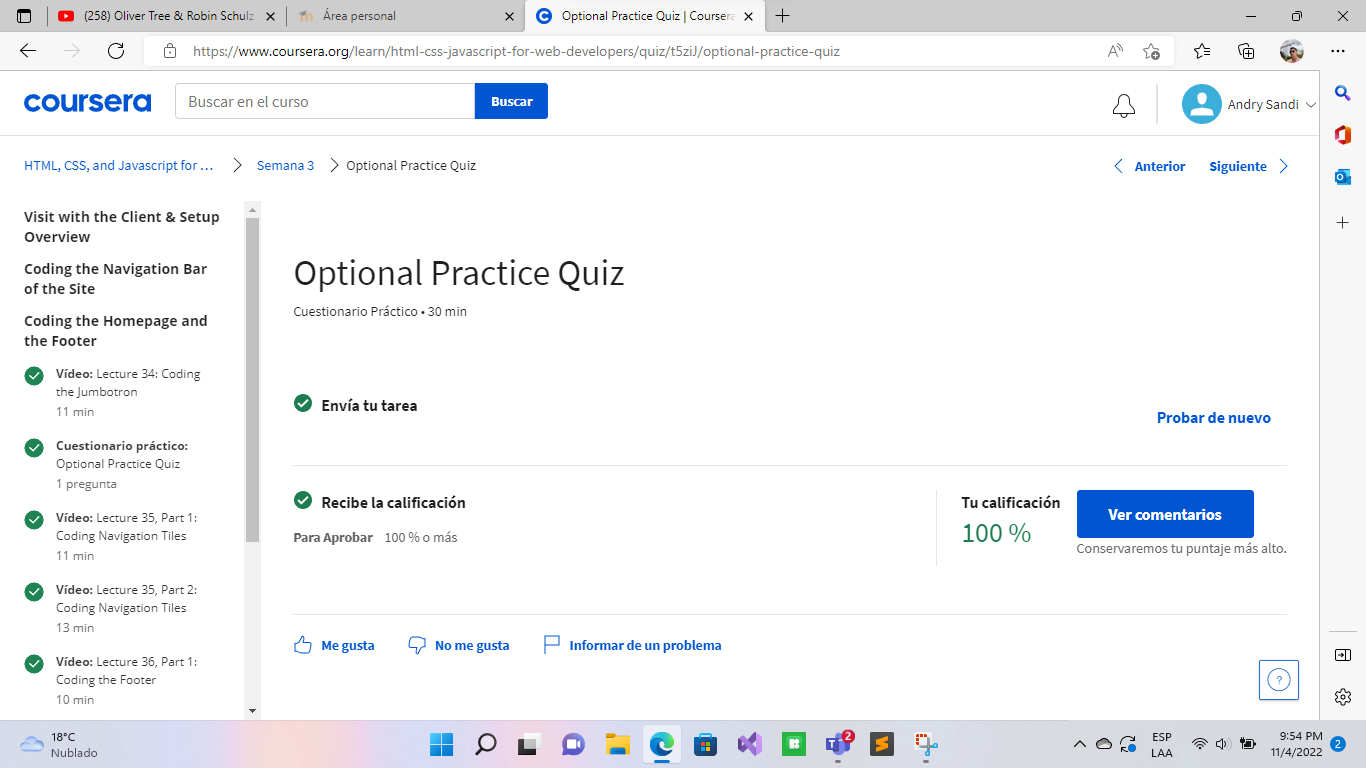 (258) Oliver Tree & Robin Schulz
Área personal
Optional Practice Quiz | Coursera
https://www.coursera.org/learn/html-css-javascript-for-web-developers/quiz/t5ziJ/optional-practice-quiz
coursera
Buscar en el curso
Buscar
Andry Sandi
HTML, CSS, and Javascript for ...
Semana 3
Optional Practice Quiz
Anterior
Siguiente
Visit with the Client & Setup
Overview
Coding the Navigation Bar
of the Site
Coding the Homepage and
the Footer
Vídeo: Lecture 34: Coding
the Jumbotron
11 min
Cuestionario práctico:
Optional Practice Quiz
1 pregunta
Vídeo: Lecture 35, Part 1:
Coding Navigation Tiles
11 min
Vídeo: Lecture 35, Part 2:
Coding Navigation Tiles
13 min
Vídeo: Lecture 36, Part 1:
Coding the Footer
10 min
Optional Practice Quiz
Cuestionario Práctico • 30 min
Envía tu tarea
Probar de nuevo
Recibe la calificación
Para Aprobar 100 % o más
Tu calificación
100 %
Ver comentarios
Conservaremos tu puntaje más alto.
Me gusta
No me gusta
Informar de un problema
?
18°C
Nublado
2
ESP
LAA
9:54 PM
11/4/2022
2